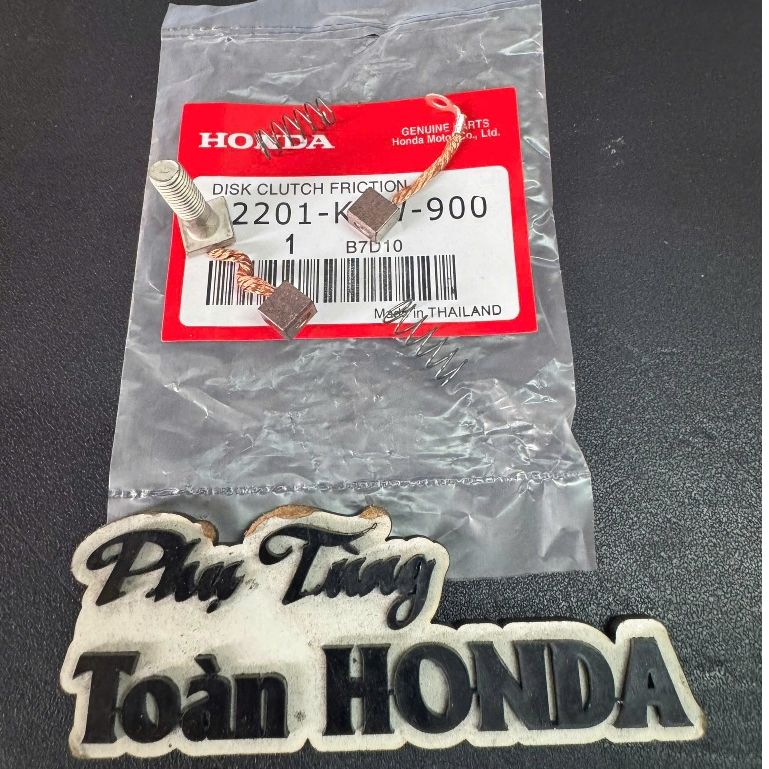 HONDA
GENUINE PARTS
Honda Motor Co., Ltd.
DISK CLUTCH FRICTION
1 B7D10
Made in THAILAND
Phụ Tùng
Toàn HONDA